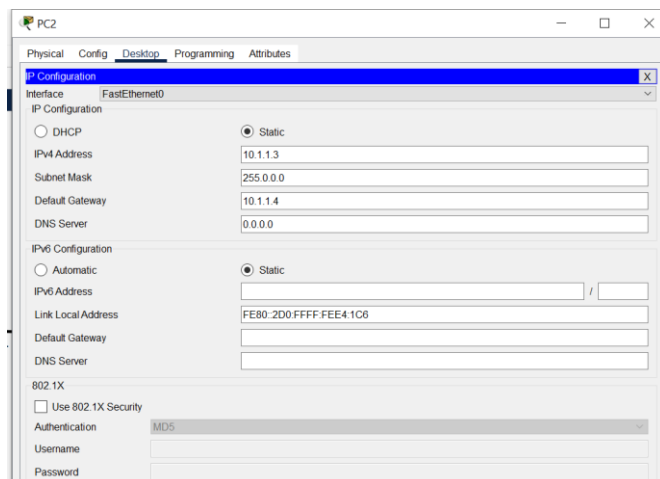 PC2
Physical Config Desktop Programming Attributes
IP Configuration X
Interface FastEthernet0
IP Configuration
DHCP Static
IPv4 Address 10.1.1.3
Subnet Mask 255.0.0.0
Default Gateway 10.1.1.4
DNS Server 0.0.0.0
IPv6 Configuration
Automatic Static
IPv6 Address /
Link Local Address FE80::2D0:FFFF:FEE4:1C6
Default Gateway
DNS Server
802.1X
Use 802.1X Security
Authentication MD5
Username
Password